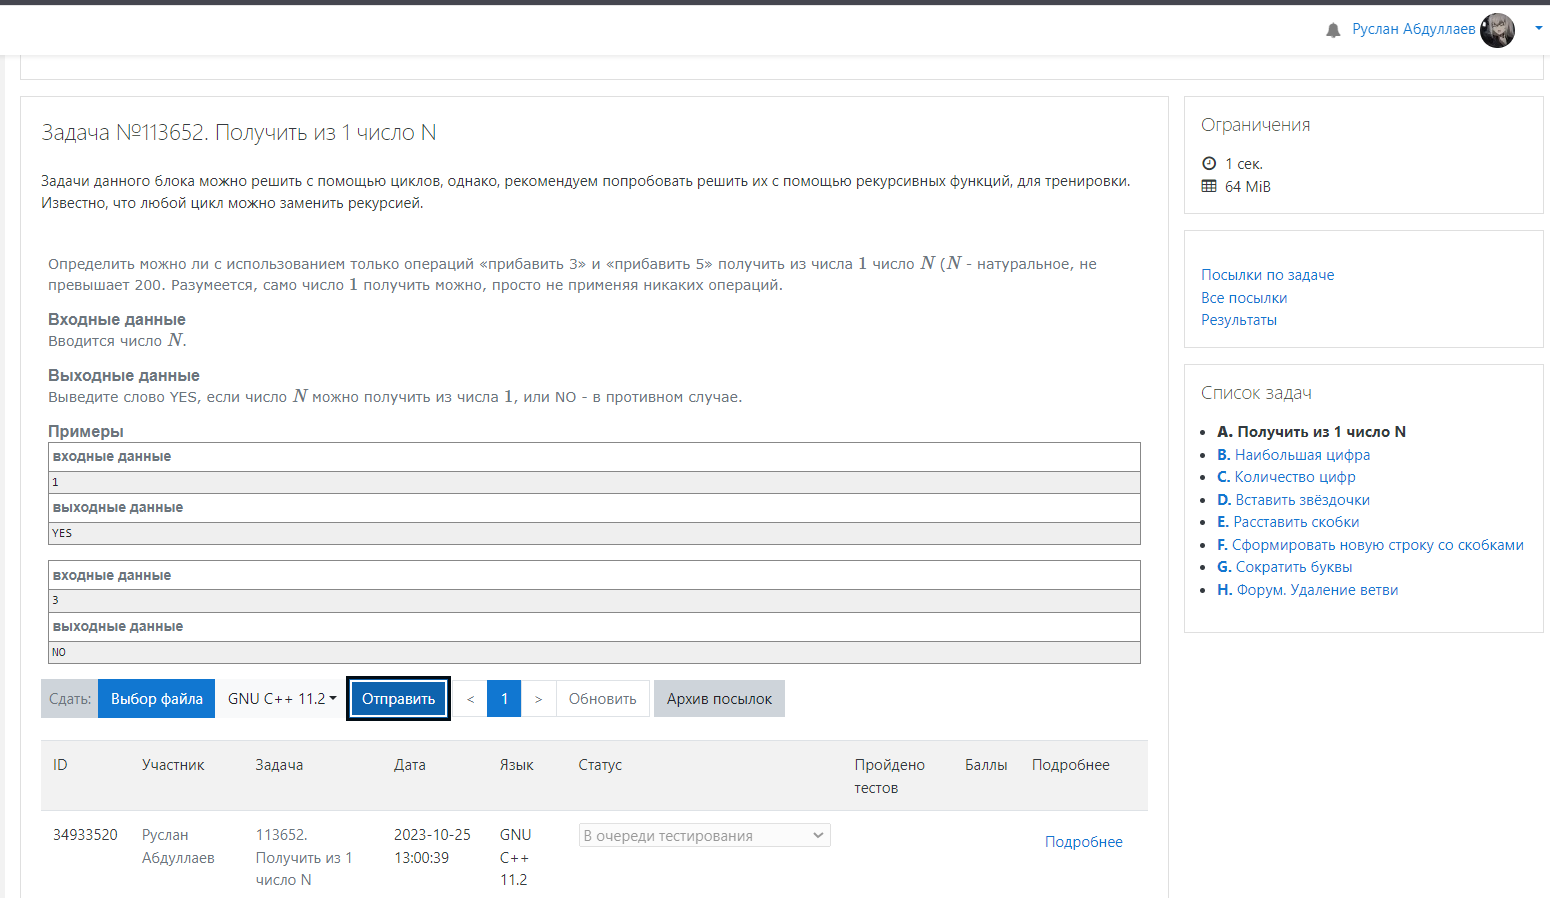 Руслан Абдуллаев
Задача №113652. Получить из 1 число N
Задачи данного блока можно решить с помощью циклов, однако, рекомендуем попробовать решить их с помощью рекурсивных функций, для тренировки.
Известно, что любой цикл можно заменить рекурсией.
Определить можно ли с использованием только операций «прибавить 3» и «прибавить 5» получить из числа 1 число N (N - натуральное, не
превышает 200. Разумеется, само число 1 получить можно, просто не применяя никаких операций.
Входные данные
Вводится число N.
Выходные данные
Выведите слово YES, если число N можно получить из числа 1, или NO - в противном случае.
Примеры
входные данные
1
выходные данные
YES
входные данные
3
выходные данные
NO
Сдать: Выбор файла GNU C++ 11.2 Отправить < 1 > Обновить Архив посылок
ID Участник Задача Дата Язык Статус Пройдено тестов Баллы Подробнее
34933520 Руслан Абдуллаев 113652. Получить из 1 число N 2023-10-25 13:00:39 GNU C++ 11.2 В очереди тестирования Подробнее
Ограничения
1 сек.
64 MiB
Посылки по задаче
Все посылки
Результаты
Список задач
A. Получить из 1 число N
B. Наибольшая цифра
C. Количество цифр
D. Вставить звёздочки
E. Расставить скобки
F. Сформировать новую строку со скобками
G. Сократить буквы
H. Форум. Удаление ветви